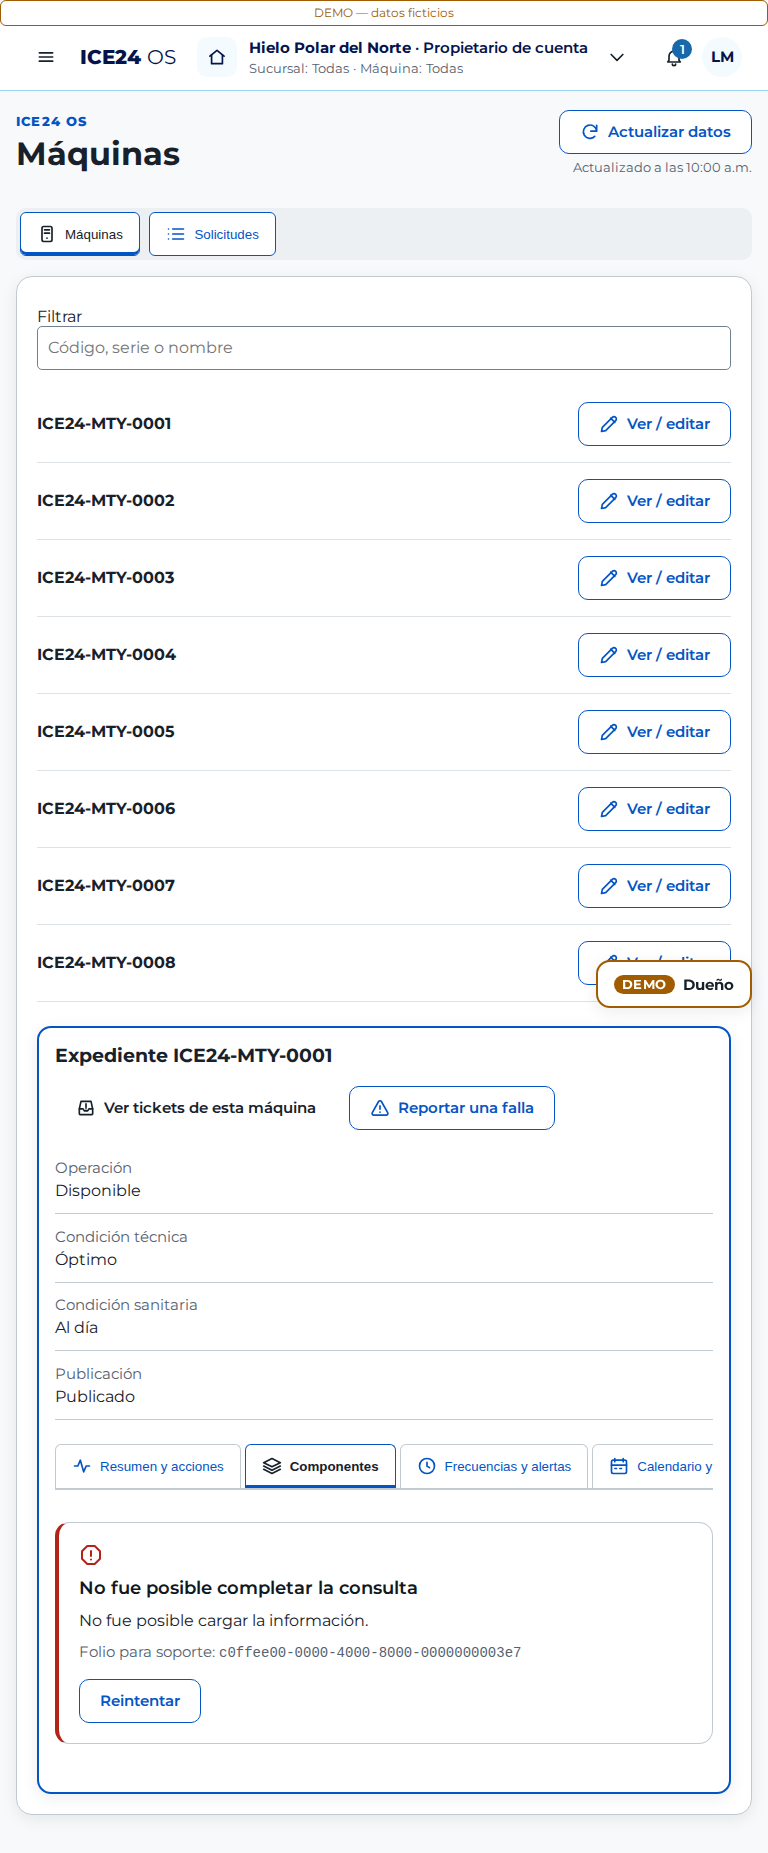 DEMO — datos ficticios
ICE24 OS
Hielo Polar del Norte · Propietario de cuenta
Sucursal: Todas · Máquina: Todas
1
LM
ICE24 OS
Máquinas
Actualizar datos
Actualizado a las 10:00 a.m.
Máquinas
Solicitudes
Filtrar
Código, serie o nombre
ICE24-MTY-0001
Ver / editar
ICE24-MTY-0002
Ver / editar
ICE24-MTY-0003
Ver / editar
ICE24-MTY-0004
Ver / editar
ICE24-MTY-0005
Ver / editar
ICE24-MTY-0006
Ver / editar
ICE24-MTY-0007
Ver / editar
ICE24-MTY-0008
DEMO Dueño
Expediente ICE24-MTY-0001
Ver tickets de esta máquina
Reportar una falla
Operación
Disponible
Condición técnica
Óptimo
Condición sanitaria
Al día
Publicación
Publicado
Resumen y acciones
Componentes
Frecuencias y alertas
Calendario y
No fue posible completar la consulta
No fue posible cargar la información.
Folio para soporte: c0ffee00-0000-4000-8000-0000000003e7
Reintentar